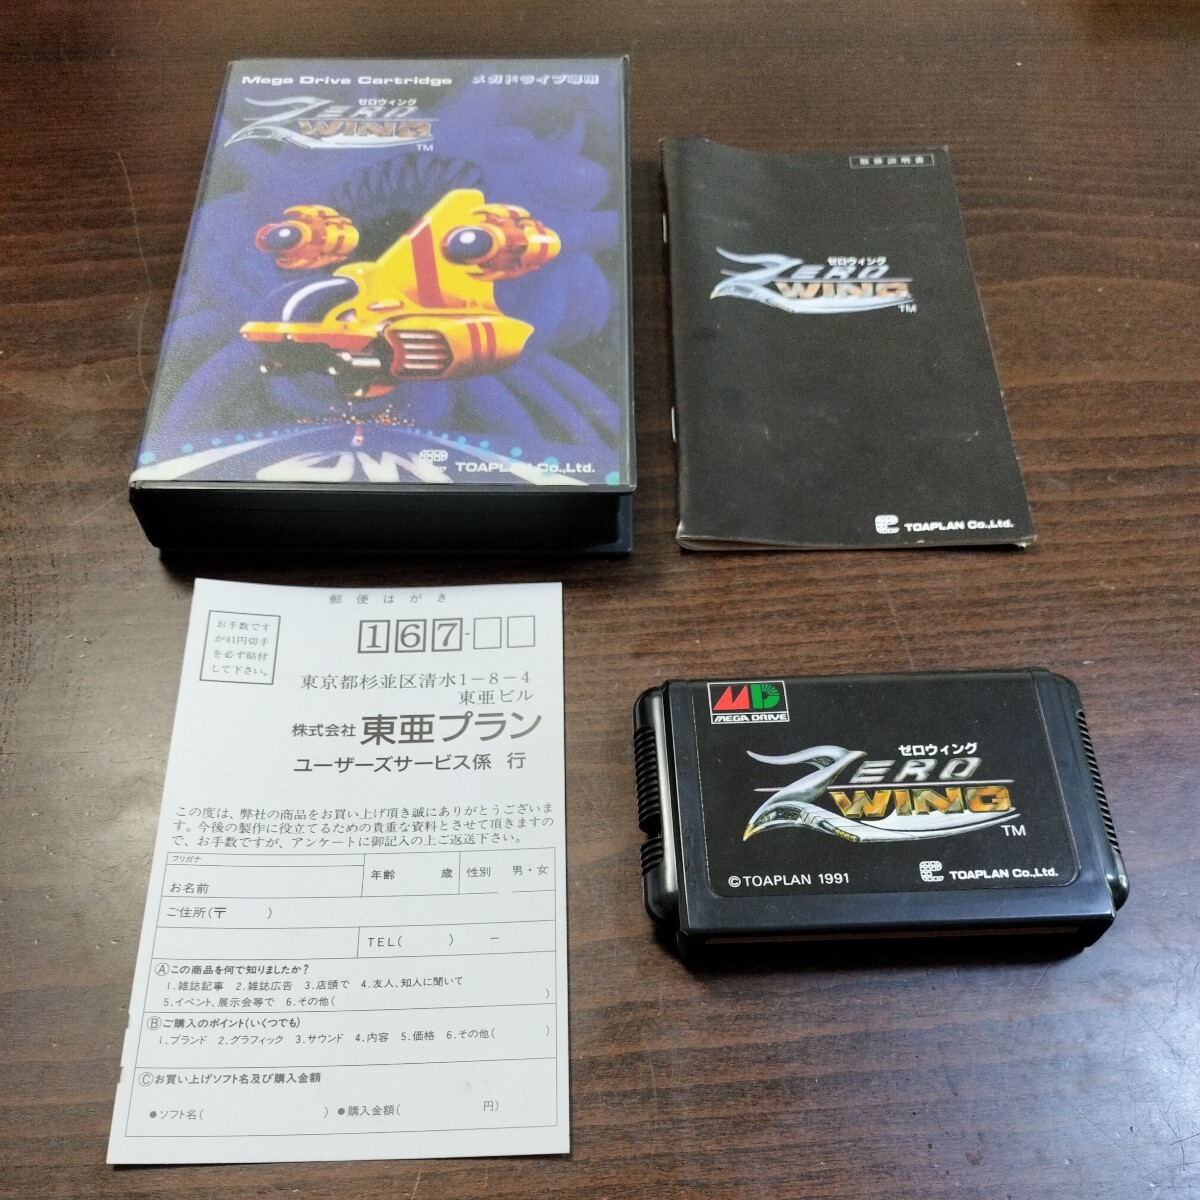 Mega Drive Cartridge メガドライブ専用
ゼロウィング
ZERO
WING
TM
TOAPLAN Co.,Ltd.
取扱説明書
ゼロウィング
ZERO
WING
TM
TOAPLAN Co.,Ltd.
郵便はがき
お手数です
が41円切手
を必ず貼付
して下さい。
167-
東京都杉並区清水1-8-4
東亜ビル
株式会社 東亜プラン
ユーザーズサービス係 行
この度は、弊社の商品をお買い上げ頂き誠にありがとうございま
す。今後の製作に役立てるための貴重な資料とさせて頂きますの
で、お手数ですが、アンケートに御記入の上ご返送下さい。
フリガナ
お名前
年齢 歳 性別 男・女
ご住所(〒 )
TEL( ) −
Ⓐこの商品を何で知りましたか?
1.雑誌記事 2.雑誌広告 3.店頭で 4.友人、知人に聞いて
5.イベント、展示会等で 6.その他( )
Ⓑご購入のポイント(いくつでも)
1.ブランド 2.グラフィック 3.サウンド 4.内容 5.価格 6.その他( )
Ⓒお買い上げソフト名及び購入金額
●ソフト名( ) ●購入金額( 円)
MD
MEGA DRIVE
ゼロウィング
ZERO
WING
TM
© TOAPLAN 1991
TOAPLAN Co.,Ltd.